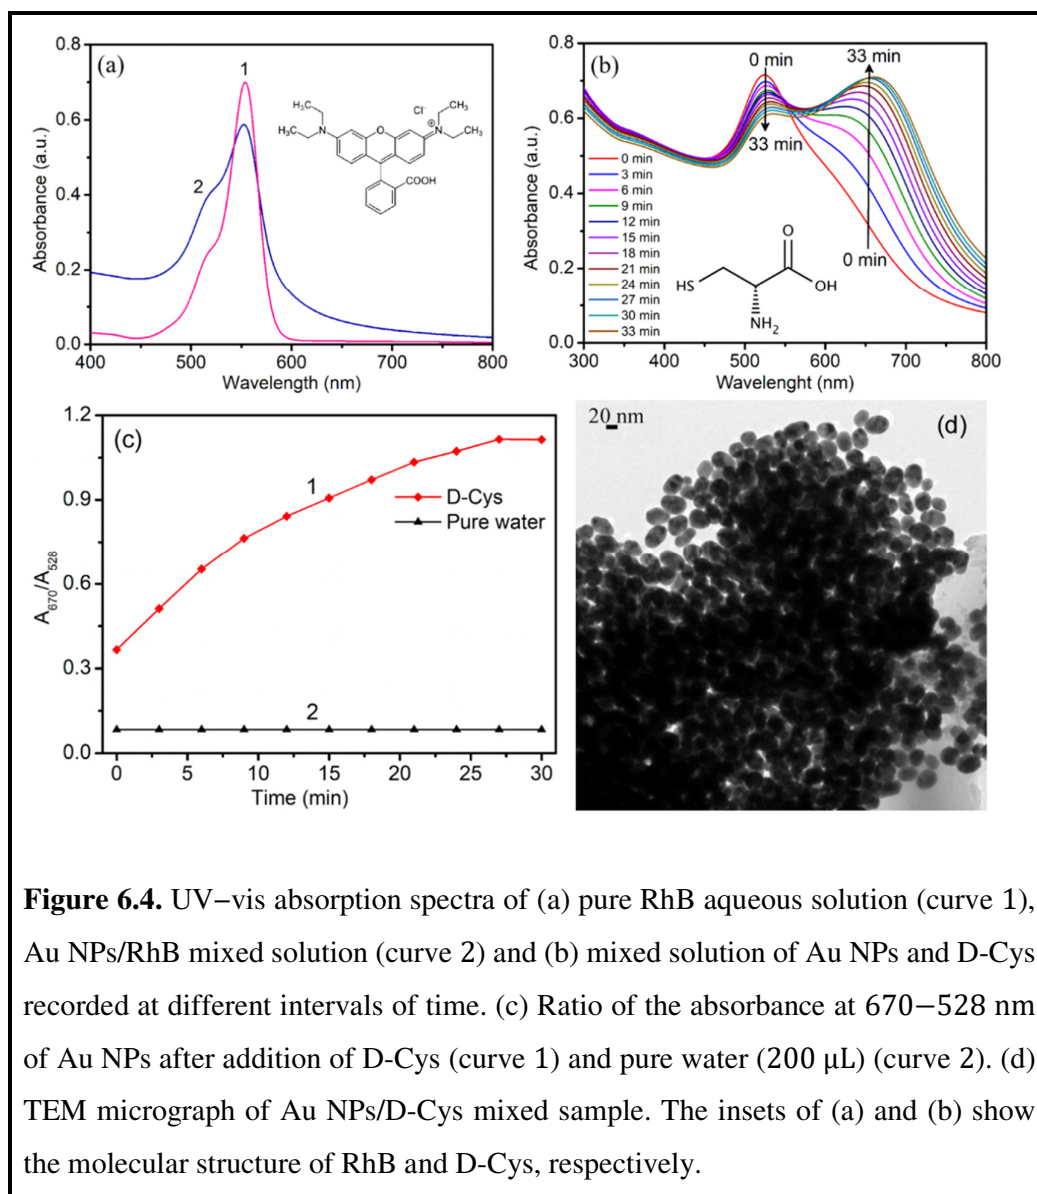 (a)
0.8
0.6
0.4
0.2
0.0
Absorbance (a.u.)
1
2
H₃C
H₃C
N
O
N
⊕
Cl⁻
CH₃
CH₃
COOH
400 500 600 700 800
Wavelength (nm)
(b)
0.8
0.6
0.4
0.2
0.0
Absorbance (a.u.)
0 min
33 min
33 min
0 min
0 min
3 min
6 min
9 min
12 min
15 min
18 min
21 min
24 min
27 min
30 min
33 min
O
HS
OH
NH₂
300 400 500 600 700 800
Wavelenght (nm)
(c)
1.2
0.9
0.6
0.3
0.0
A₆₇₀/A₅₂₈
1
D-Cys
Pure water
2
0 5 10 15 20 25 30
Time (min)
20 nm
(d)
Figure 6.4. UV−vis absorption spectra of (a) pure RhB aqueous solution (curve 1),
Au NPs/RhB mixed solution (curve 2) and (b) mixed solution of Au NPs and D-Cys
recorded at different intervals of time. (c) Ratio of the absorbance at 670−528 nm
of Au NPs after addition of D-Cys (curve 1) and pure water (200 μL) (curve 2). (d)
TEM micrograph of Au NPs/D-Cys mixed sample. The insets of (a) and (b) show
the molecular structure of RhB and D-Cys, respectively.